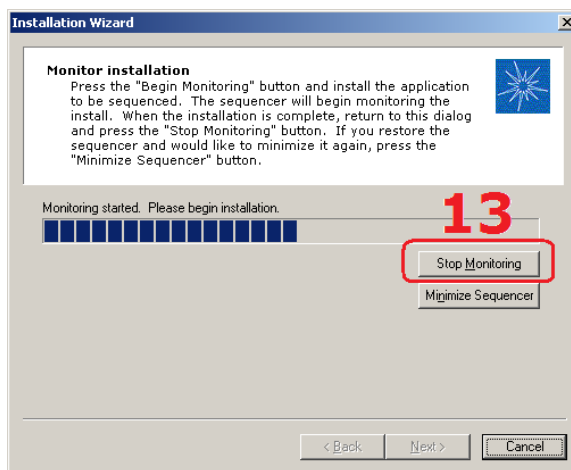 Installation Wizard
Monitor installation
Press the "Begin Monitoring" button and install the application
to be sequenced. The sequencer will begin monitoring the
install. When the installation is complete, return to this dialog
and press the "Stop Monitoring" button. If you restore the
sequencer and would like to minimize it again, press the
"Minimize Sequencer" button.
Monitoring started. Please begin installation.
13
Stop Monitoring
Minimize Sequencer
< Back
Next >
Cancel